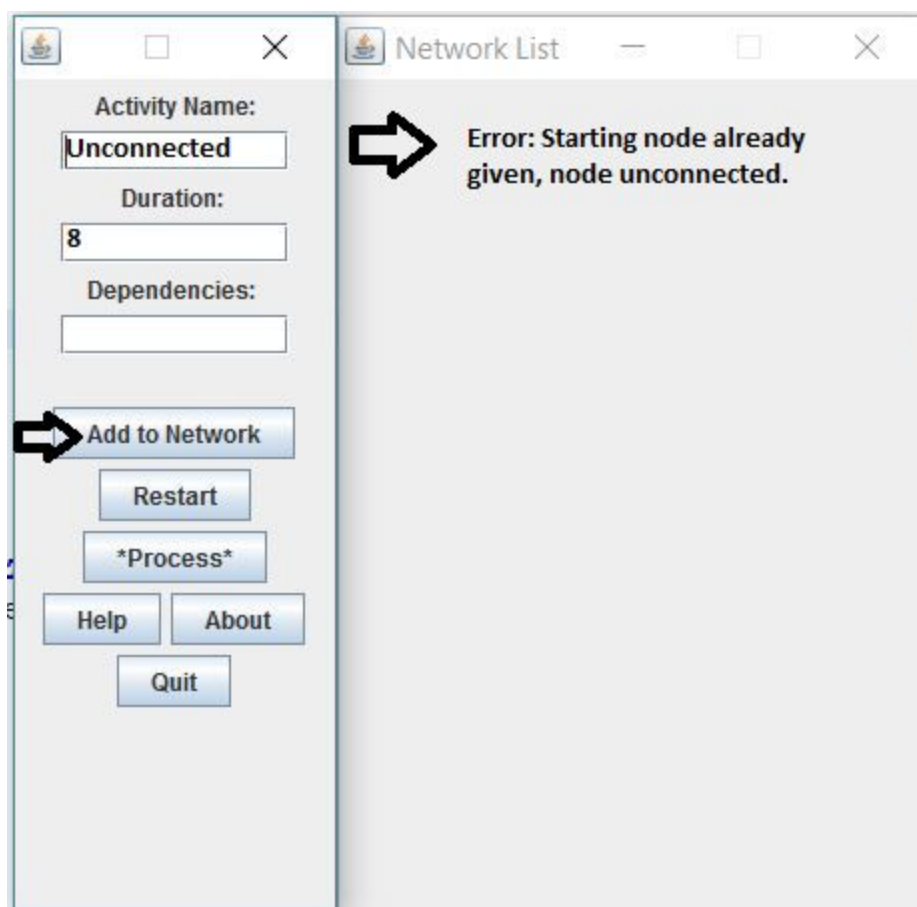 Network List
Activity Name:
Unconnected
Duration:
8
Dependencies:
Add to Network
Restart
*Process*
Help
About
Quit
Error: Starting node already
given, node unconnected.